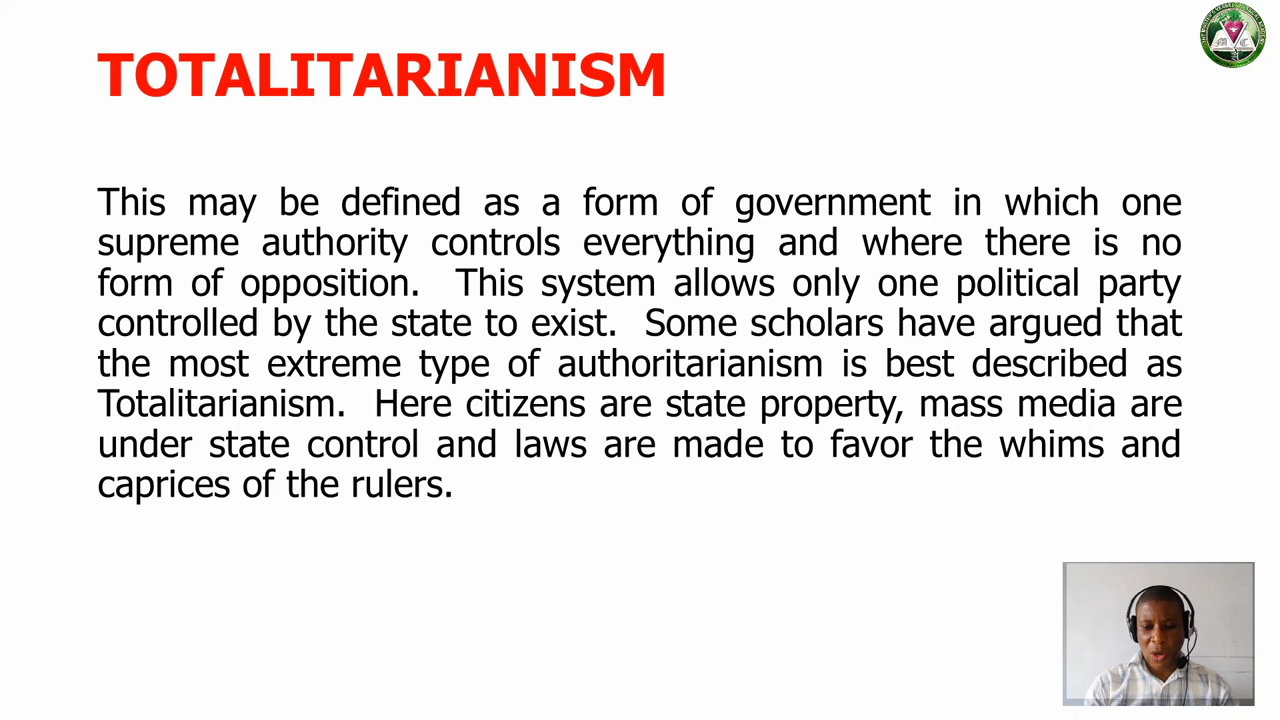 TOTALITARIANISM
This may be defined as a form of government in which one
supreme authority controls everything and where there is no
form of opposition. This system allows only one political party
controlled by the state to exist. Some scholars have argued that
the most extreme type of authoritarianism is best described as
Totalitarianism. Here citizens are state property, mass media are
under state control and laws are made to favor the whims and
caprices of the rulers.